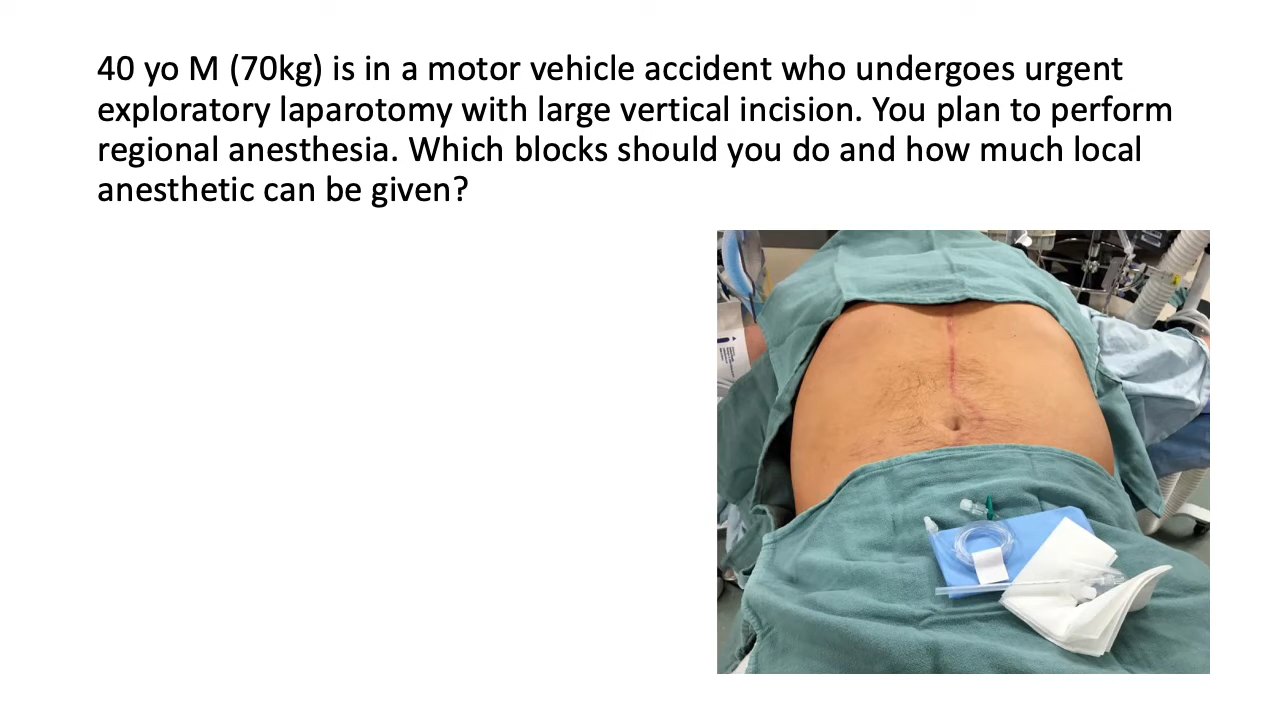 40 yo M (70kg) is in a motor vehicle accident who undergoes urgent
exploratory laparotomy with large vertical incision. You plan to perform
regional anesthesia. Which blocks should you do and how much local
anesthetic can be given?